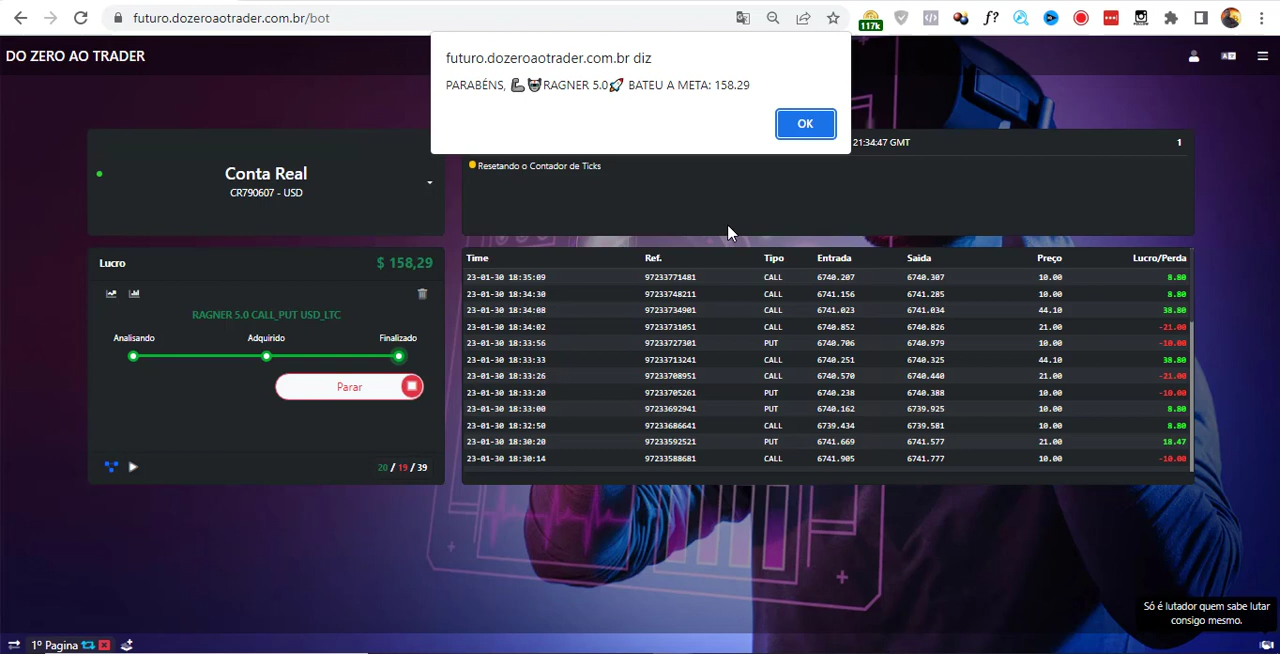 futuro.dozeroaotrader.com.br/bot
117k
f?
DO ZERO AO TRADER
futuro.dozeroaotrader.com.br diz
PARABÉNS, 🦾🐺RAGNER 5.0🚀 BATEU A META: 158.29
OK
21:34:47 GMT
1
Resetando o Contador de Ticks
Conta Real
CR790607 - USD
Lucro
$ 158,29
RAGNER 5.0 CALL_PUT USD_LTC
Analisando Adquirido Finalizado
Parar
20 / 19 / 39
Time Ref. Tipo Entrada Saida Preço Lucro/Perda
23-01-30 18:35:09 97233771481 CALL 6740.207 6740.307 10.00 8.80
23-01-30 18:34:30 97233748211 CALL 6741.156 6741.285 10.00 8.80
23-01-30 18:34:08 97233734901 CALL 6741.023 6741.034 44.10 38.80
23-01-30 18:34:02 97233731051 CALL 6740.852 6740.826 21.00 -21.00
23-01-30 18:33:56 97233727301 PUT 6740.706 6740.979 10.00 -10.00
23-01-30 18:33:33 97233713241 CALL 6740.251 6740.325 44.10 38.80
23-01-30 18:33:26 97233708951 CALL 6740.570 6740.440 21.00 -21.00
23-01-30 18:33:20 97233705261 PUT 6740.238 6740.388 10.00 -10.00
23-01-30 18:33:00 97233692941 PUT 6740.162 6739.925 10.00 8.80
23-01-30 18:32:50 97233686641 CALL 6739.434 6739.581 10.00 8.80
23-01-30 18:30:20 97233592521 PUT 6741.669 6741.577 21.00 18.47
23-01-30 18:30:14 97233588681 CALL 6741.905 6741.777 10.00 -10.00
Só é lutador quem sabe lutar
consigo mesmo.
1º Pagina